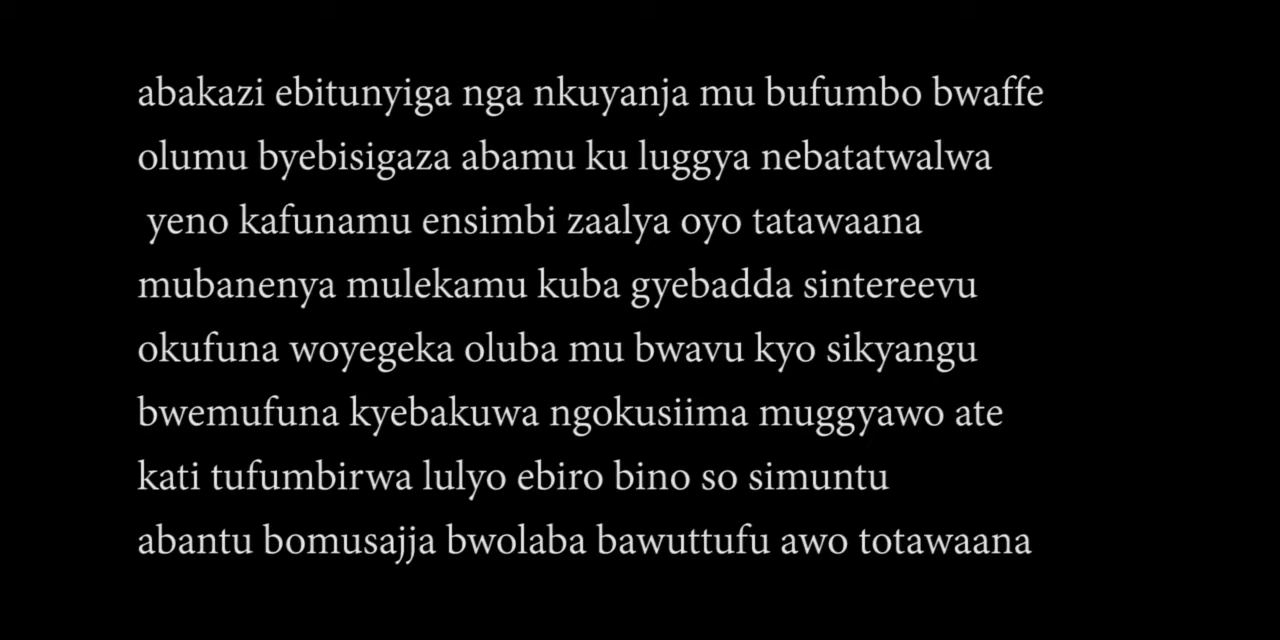 abakazi ebitunyiga nga nkuyanja mu bufumbo bwaffe
olumu byebisigaza abamu ku luggya nebatatwalwa
yeno kafunamu ensimbi zaalya oyo tatawaana
mubanenya mulekamu kuba gyebadda sintereevu
okufuna woyegeka oluba mu bwavu kyo sikyangu
bwemufuna kyebakuwa ngokusiima muggyawo ate
kati tufumbirwa lulyo ebiro bino so simuntu
abantu bomusajja bwolaba bawuttufu awo totawaana